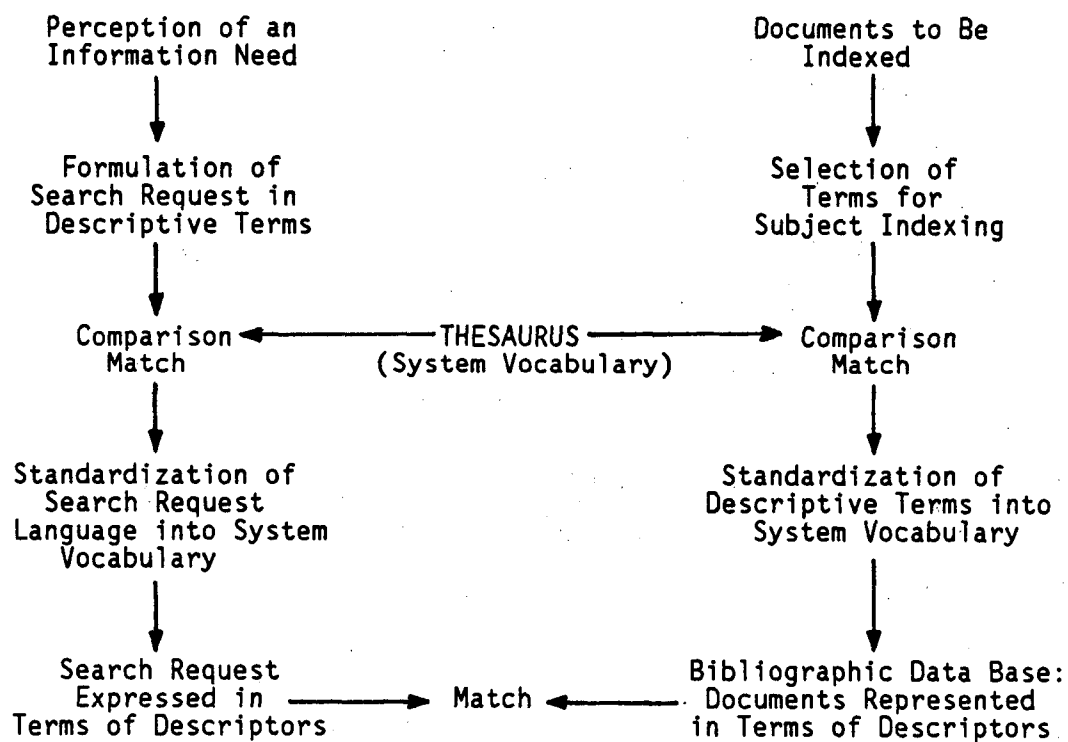 Perception of an
Information Need
Documents to Be
Indexed
Formulation of
Search Request in
Descriptive Terms
Selection of
Terms for
Subject Indexing
Comparison
Match
THESAURUS
(System Vocabulary)
Comparison
Match
Standardization of
Search Request
Language into System
Vocabulary
Standardization of
Descriptive Terms into
System Vocabulary
Search Request
Expressed in
Terms of Descriptors
Match
Bibliographic Data Base:
Documents Represented
in Terms of Descriptors